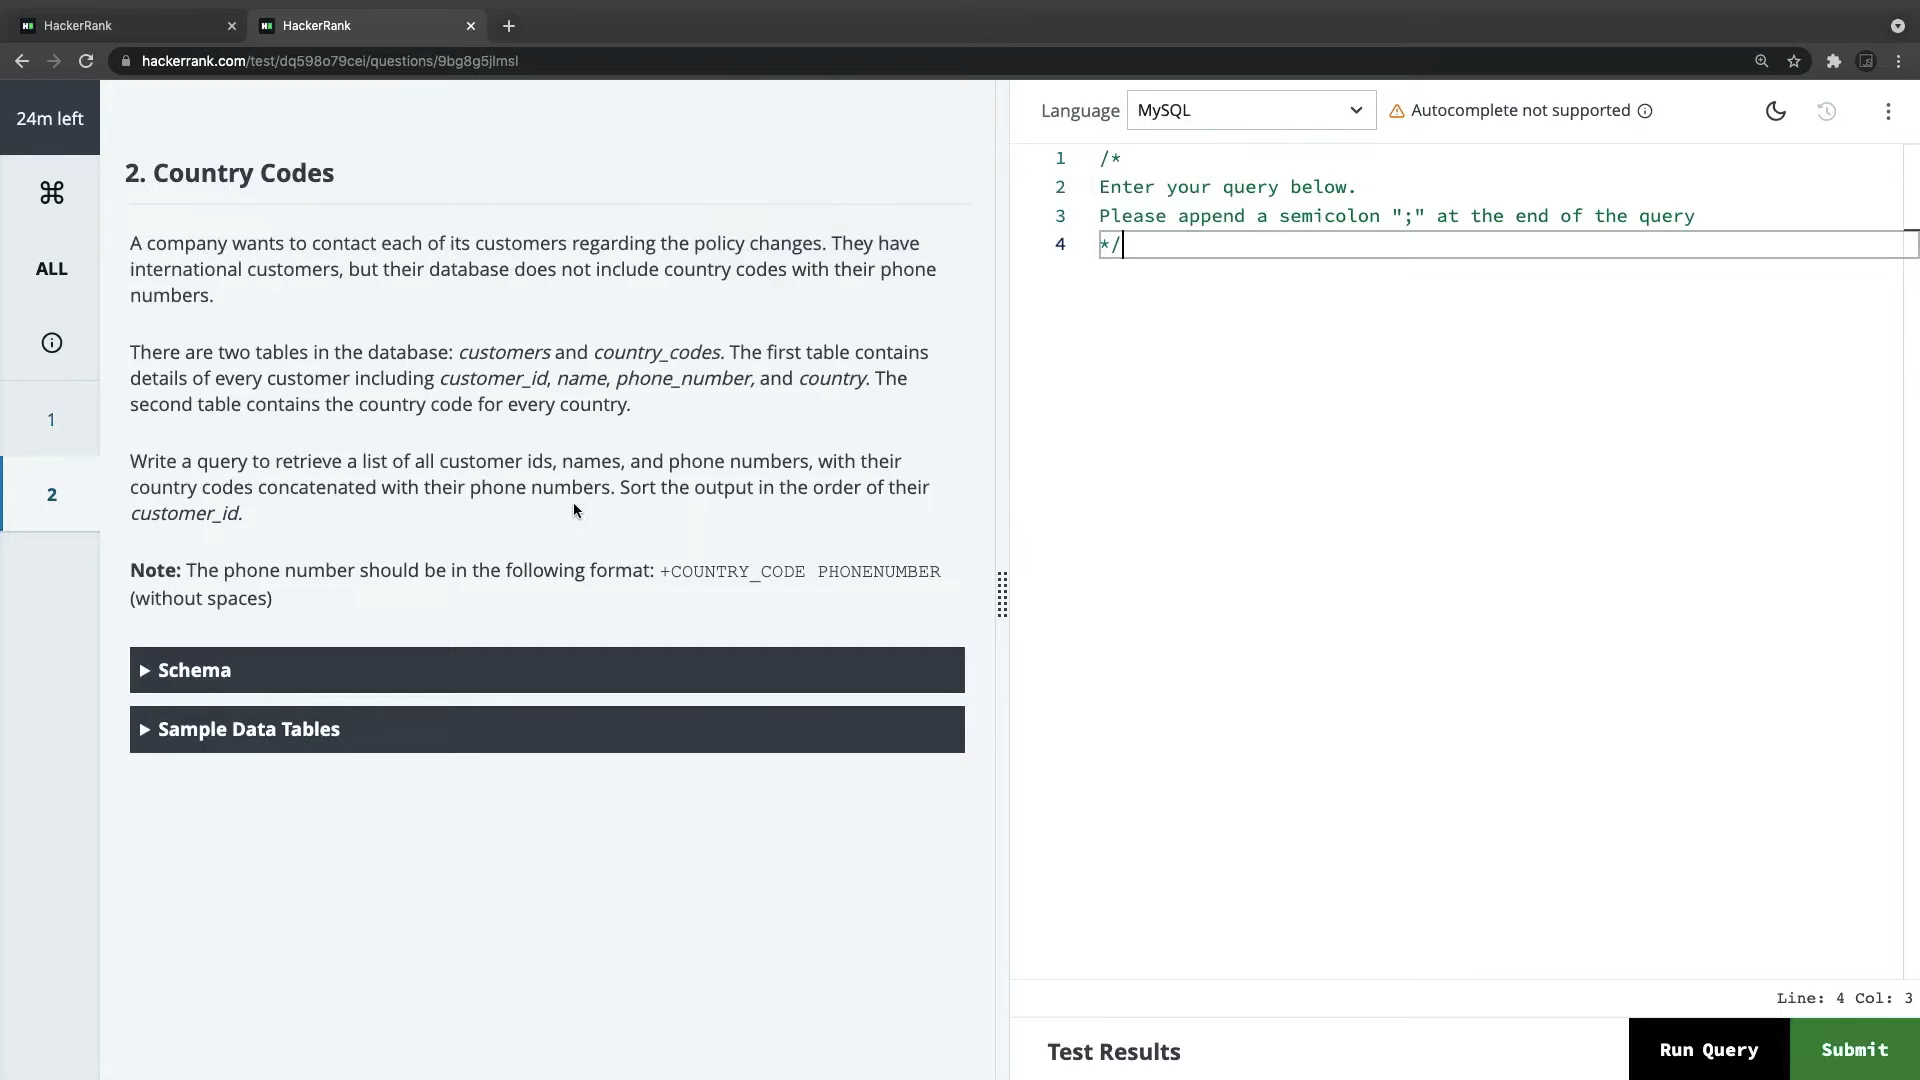 HackerRank
HackerRank
hackerrank.com/test/dq598o79cei/questions/9bg8g5jlmsl
24m left
ALL
1
2
2. Country Codes
A company wants to contact each of its customers regarding the policy changes. They have
international customers, but their database does not include country codes with their phone
numbers.
There are two tables in the database: customers and country_codes. The first table contains
details of every customer including customer_id, name, phone_number, and country. The
second table contains the country code for every country.
Write a query to retrieve a list of all customer ids, names, and phone numbers, with their
country codes concatenated with their phone numbers. Sort the output in the order of their
customer_id.
Note: The phone number should be in the following format: +COUNTRY_CODE PHONENUMBER
(without spaces)
Schema
Sample Data Tables
Language MySQL Autocomplete not supported
1 /*
2 Enter your query below.
3 Please append a semicolon ";" at the end of the query
4 */
Line: 4 Col: 3
Test Results
Run Query
Submit